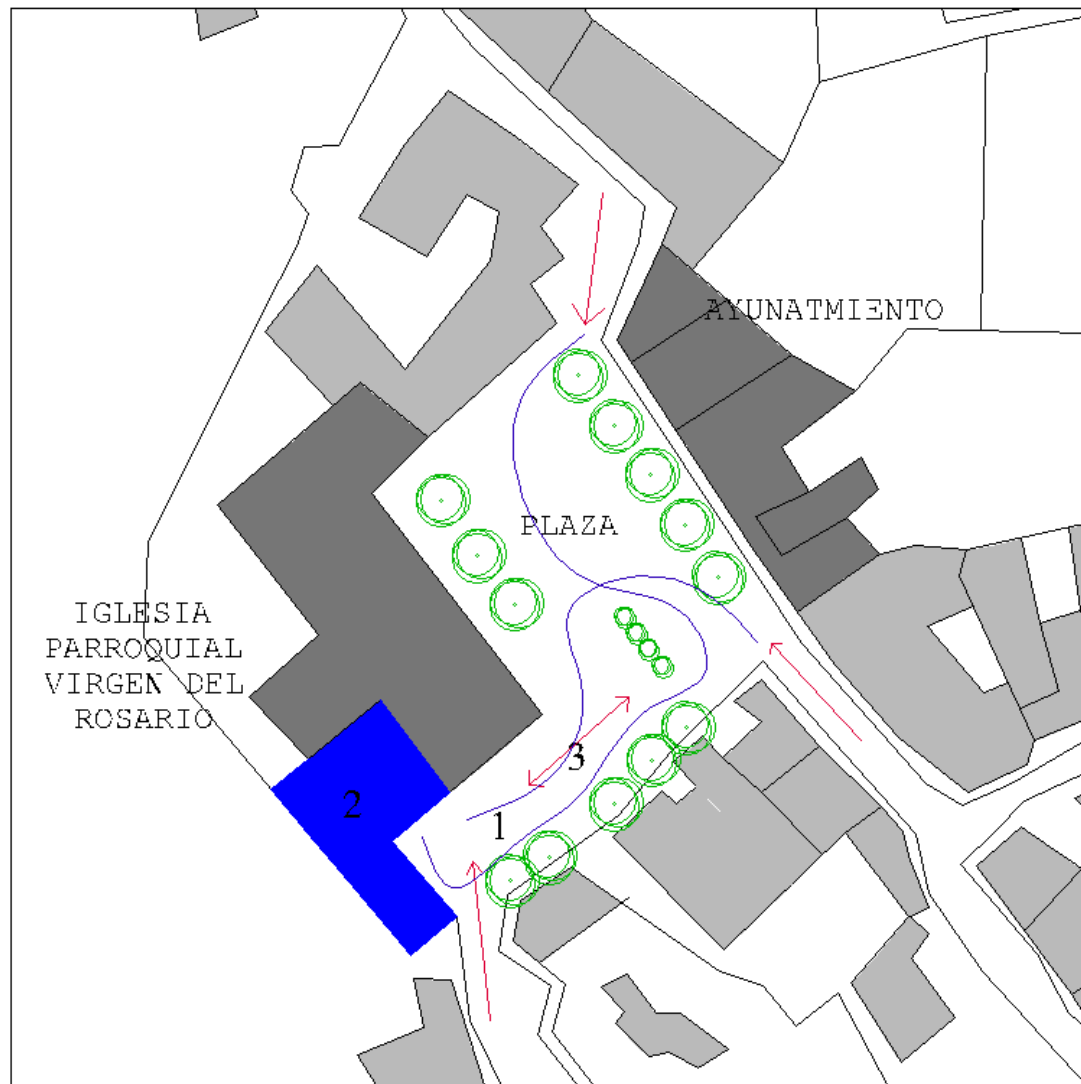 AYUNATMIENTO
PLAZA
IGLESIA
PARROQUIAL
VIRGEN DEL
ROSARIO
3
2
1